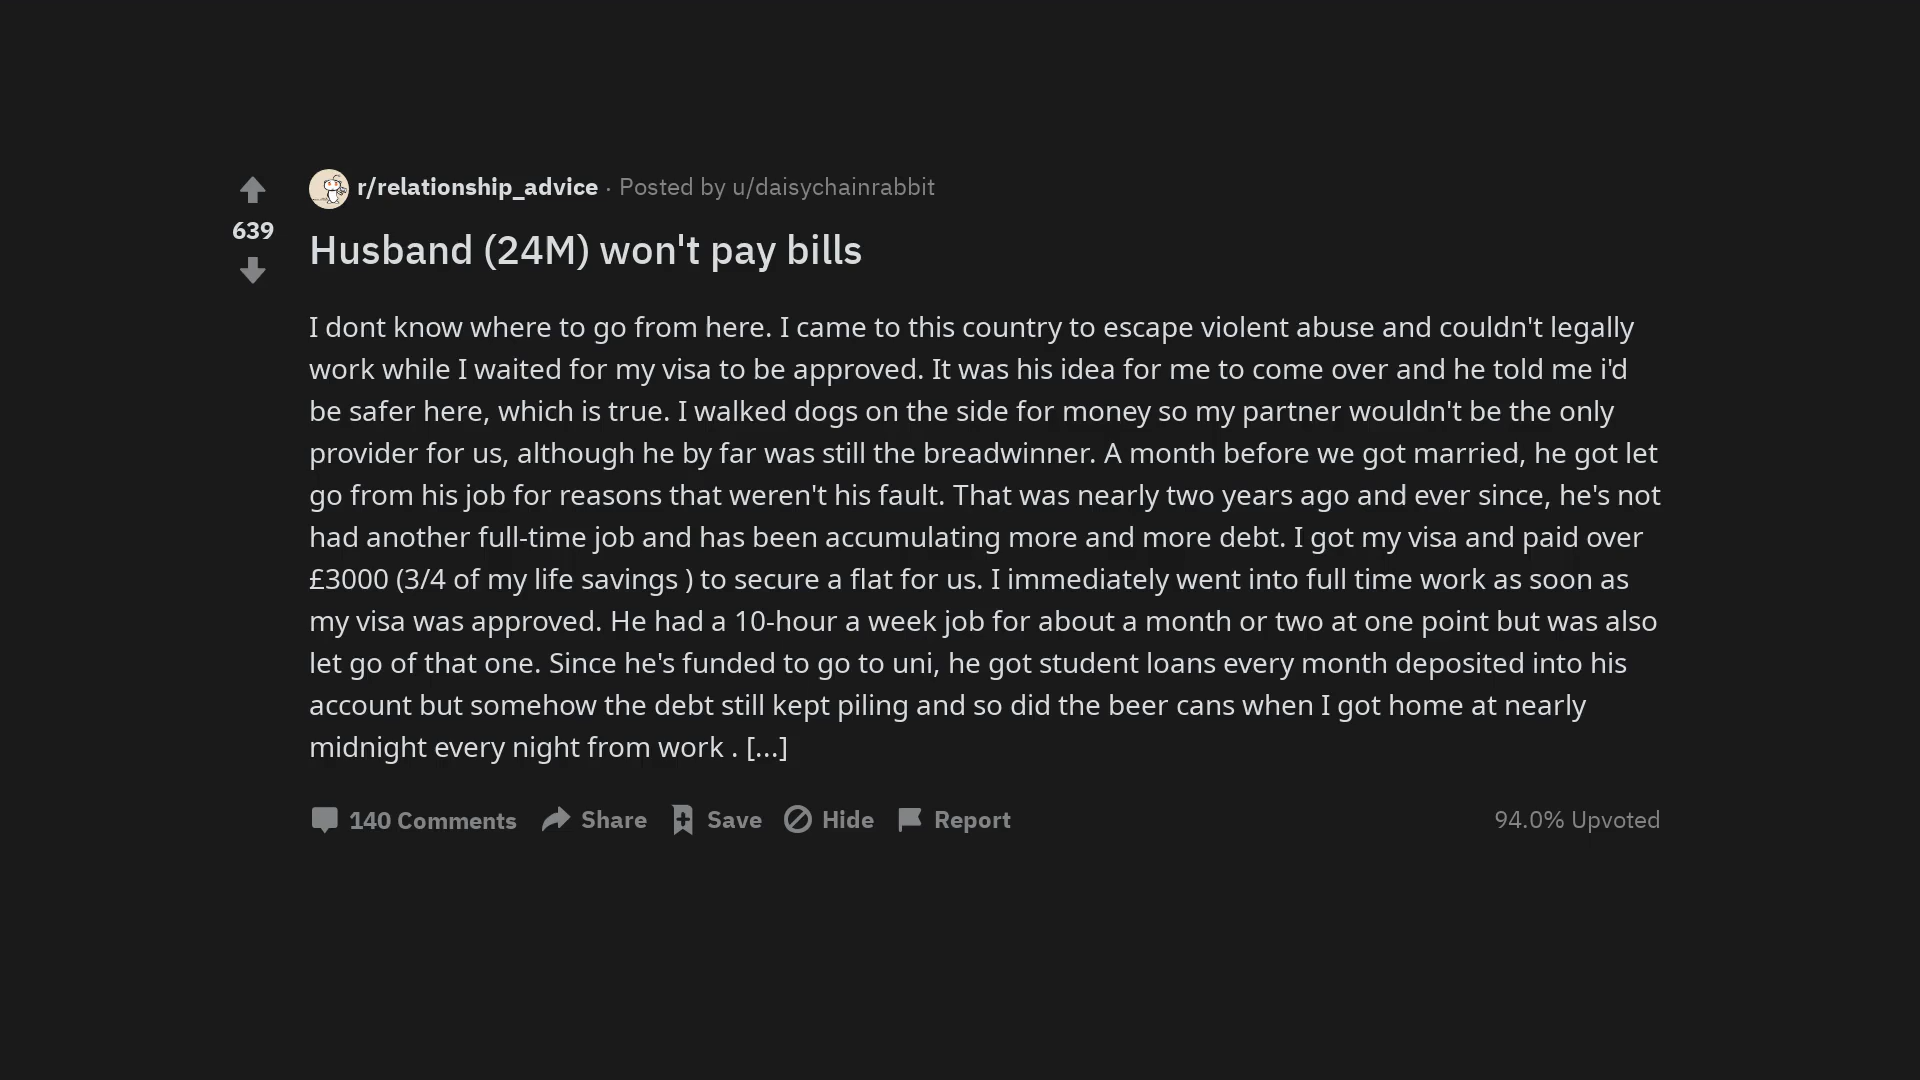 r/relationship_advice · Posted by u/daisychainrabbit
639
Husband (24M) won't pay bills
I dont know where to go from here. I came to this country to escape violent abuse and couldn't legally
work while I waited for my visa to be approved. It was his idea for me to come over and he told me i'd
be safer here, which is true. I walked dogs on the side for money so my partner wouldn't be the only
provider for us, although he by far was still the breadwinner. A month before we got married, he got let
go from his job for reasons that weren't his fault. That was nearly two years ago and ever since, he's not
had another full-time job and has been accumulating more and more debt. I got my visa and paid over
£3000 (3/4 of my life savings ) to secure a flat for us. I immediately went into full time work as soon as
my visa was approved. He had a 10-hour a week job for about a month or two at one point but was also
let go of that one. Since he's funded to go to uni, he got student loans every month deposited into his
account but somehow the debt still kept piling and so did the beer cans when I got home at nearly
midnight every night from work . [...]
140 Comments Share Save Hide Report 94.0% Upvoted